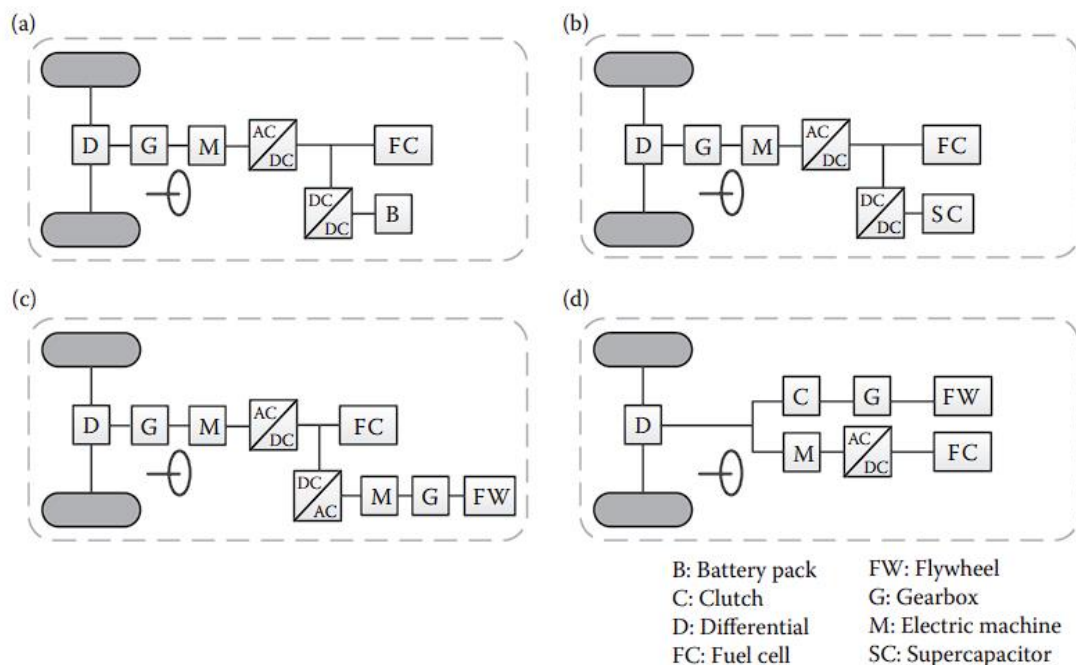 (a)
D G M AC DC FC
DC DC B
(b)
D G M AC DC FC
DC DC SC
(c)
D G M AC DC FC
DC AC M G FW
(d)
C G FW
D
M AC DC FC
B: Battery pack
C: Clutch
D: Differential
FC: Fuel cell
FW: Flywheel
G: Gearbox
M: Electric machine
SC: Supercapacitor